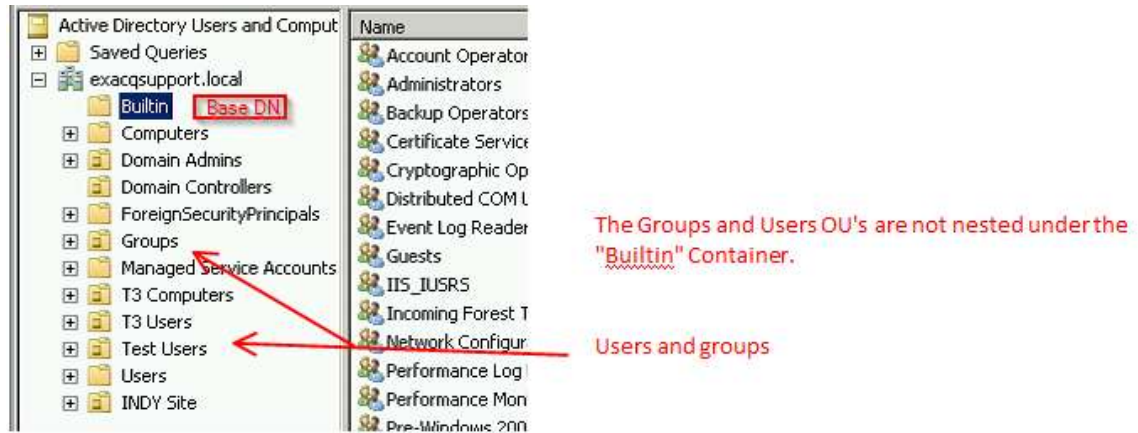 Active Directory Users and Comput
Saved Queries
exacqsupport.local
Builtin
Base DN
Computers
Domain Admins
Domain Controllers
ForeignSecurityPrincipals
Groups
Managed Service Accounts
T3 Computers
T3 Users
Test Users
Users
INDY Site
Name
Account Operator
Administrators
Backup Operators
Certificate Service
Cryptographic Op
Distributed COM U
Event Log Reader
Guests
IIS_IUSRS
Incoming Forest T
Network Configur
Performance Log
Performance Mon
Pre-Windows 200
The Groups and Users OU's are not nested under the
"Builtin" Container.
Users and groups